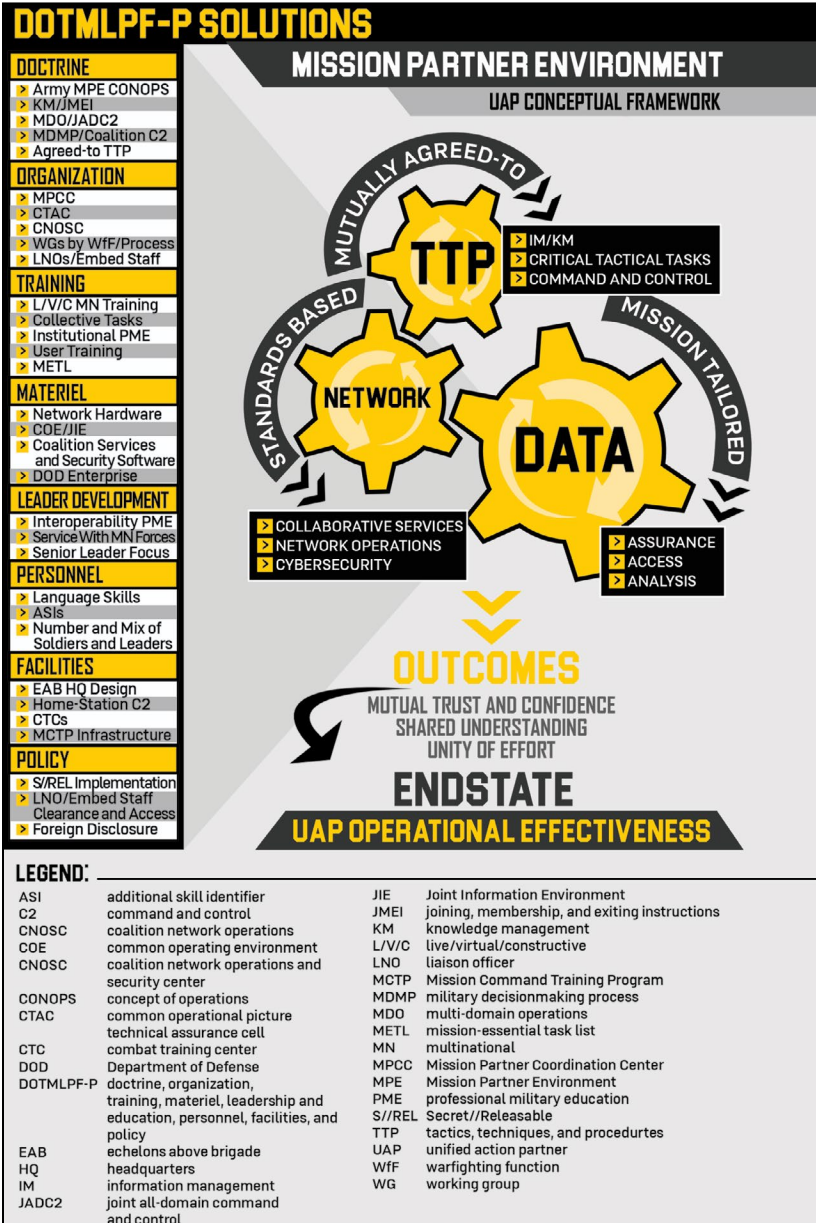 DOTMLPF-P SOLUTIONS
DOCTRINE
Army MPE CONOPS
KM/JMEI
MDO/JADC2
MDMP/Coalition C2
Agreed-to TTP
ORGANIZATION
MPCC
CTAC
CNOSC
WGs by WfF/Process
LNOs/Embed Staff
TRAINING
L/V/C MN Training
Collective Tasks
Institutional PME
User Training
METL
MATERIEL
Network Hardware
COE/JIE
Coalition Services
and Security Software
DOD Enterprise
LEADER DEVELOPMENT
Interoperability PME
Service With MN Forces
Senior Leader Focus
PERSONNEL
Language Skills
ASIs
Number and Mix of
Soldiers and Leaders
FACILITIES
EAB HQ Design
Home-Station C2
CTCs
MCTP Infrastructure
POLICY
S//REL Implementation
LNO/Embed Staff
Clearance and Access
Foreign Disclosure
MISSION PARTNER ENVIRONMENT
UAP CONCEPTUAL FRAMEWORK
MUTUALLY AGREED-TO
TTP
IM/KM
CRITICAL TACTICAL TASKS
COMMAND AND CONTROL
STANDARDS BASED
NETWORK
COLLABORATIVE SERVICES
NETWORK OPERATIONS
CYBERSECURITY
MISSION TAILORED
DATA
ASSURANCE
ACCESS
ANALYSIS
OUTCOMES
MUTUAL TRUST AND CONFIDENCE
SHARED UNDERSTANDING
UNITY OF EFFORT
ENDSTATE
UAP OPERATIONAL EFFECTIVENESS
LEGEND:
ASI additional skill identifier
C2 command and control
CNOSC coalition network operations
COE common operating environment
CNOSC coalition network operations and
security center
CONOPS concept of operations
CTAC common operational picture
technical assurance cell
CTC combat training center
DOD Department of Defense
DOTMLPF-P doctrine, organization,
training, materiel, leadership and
education, personnel, facilities, and
policy
EAB echelons above brigade
HQ headquarters
IM information management
JADC2 joint all-domain command
and control
JIE Joint Information Environment
JMEI joining, membership, and exiting instructions
KM knowledge management
L/V/C live/virtual/constructive
LNO liaison officer
MCTP Mission Command Training Program
MDMP military decisionmaking process
MDO multi-domain operations
METL mission-essential task list
MN multinational
MPCC Mission Partner Coordination Center
MPE Mission Partner Environment
PME professional military education
S//REL Secret//Releasable
TTP tactics, techniques, and procedurtes
UAP unified action partner
WfF warfighting function
WG working group